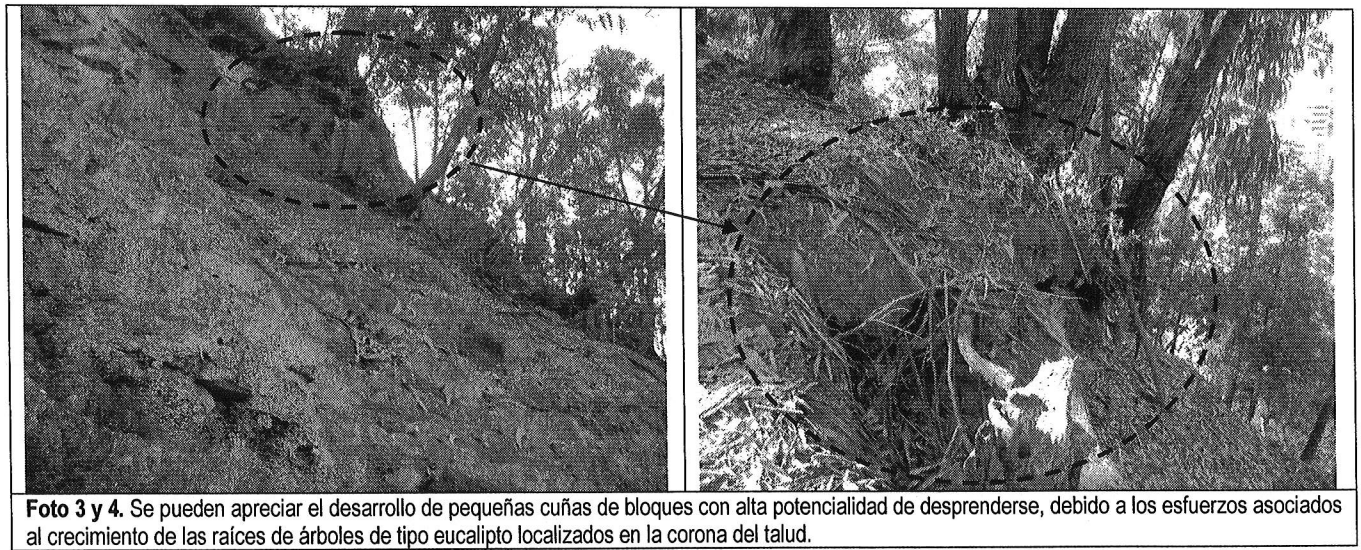 Foto 3 y 4. Se pueden apreciar el desarrollo de pequeñas cuñas de bloques con alta potencialidad de desprenderse, debido a los esfuerzos asociados
al crecimiento de las raíces de árboles de tipo eucalipto localizados en la corona del talud.